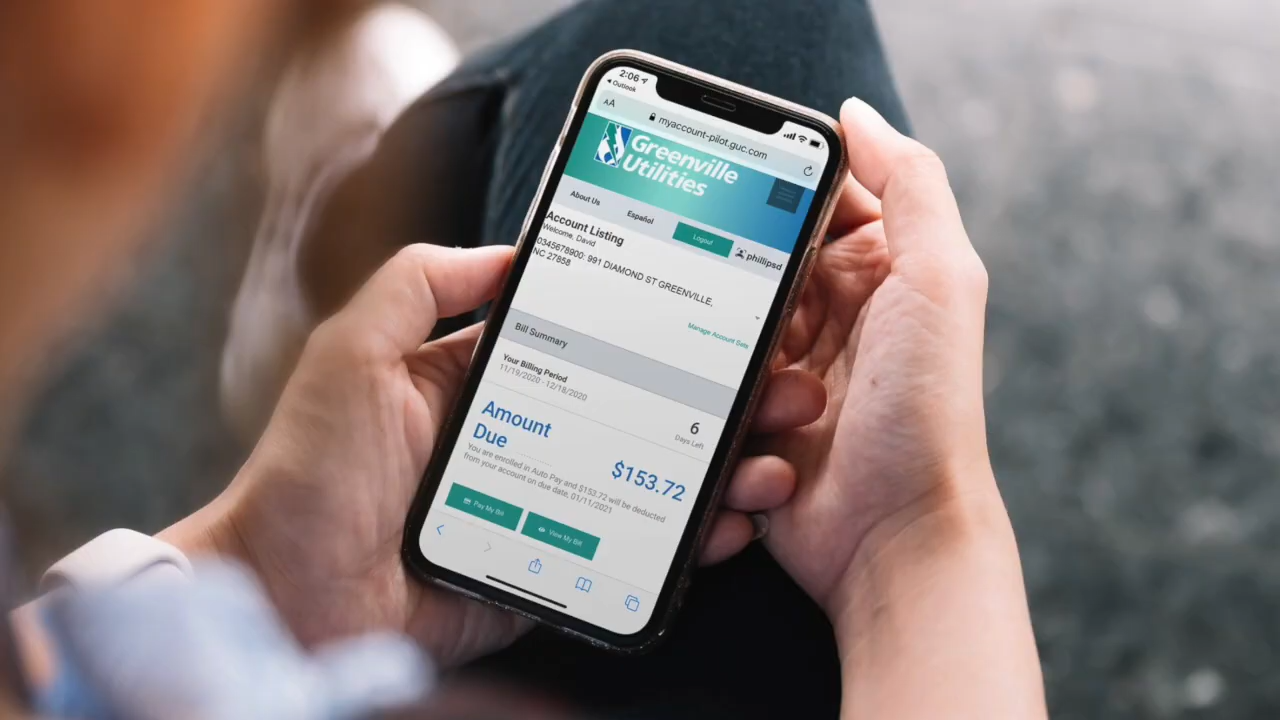 2:06
Outlook
AA
myaccount-pilot.guc.com
Greenville
Utilities
About Us
Español
Logout
phillipsd
Account Listing
Welcome, David
0345678900: 991 DIAMOND ST GREENVILLE,
NC 27858
Manage Account Sets
Bill Summary
Your Billing Period
11/19/2020 - 12/18/2020
6
Days Left
Amount
Due
$153.72
You are enrolled in Auto Pay and $153.72 will be deducted
from your account on due date, 01/11/2021
Pay My Bill
View My Bill